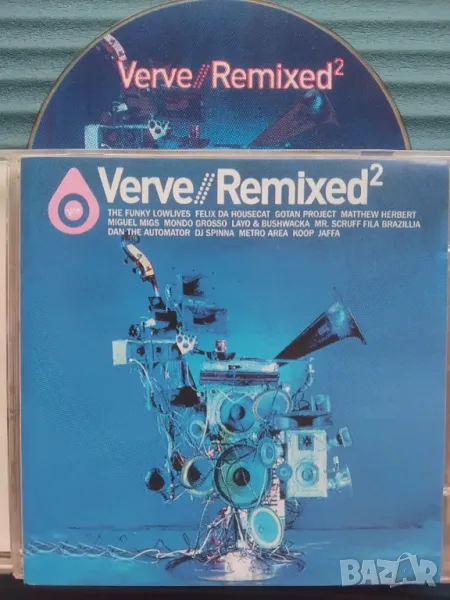 Verve//Remixed²
Verve//Remixed²
THE FUNKY LOWLIVES FELIX DA HOUSECAT GOTAN PROJECT MATTHEW HERBERT
MIGUEL MIGS MONDO GROSSO LAYO & BUSHWACKA MR. SCRUFF FILA BRAZILLIA
DAN THE AUTOMATOR DJ SPINNA METRO AREA KOOP JAFFA
BAZAR